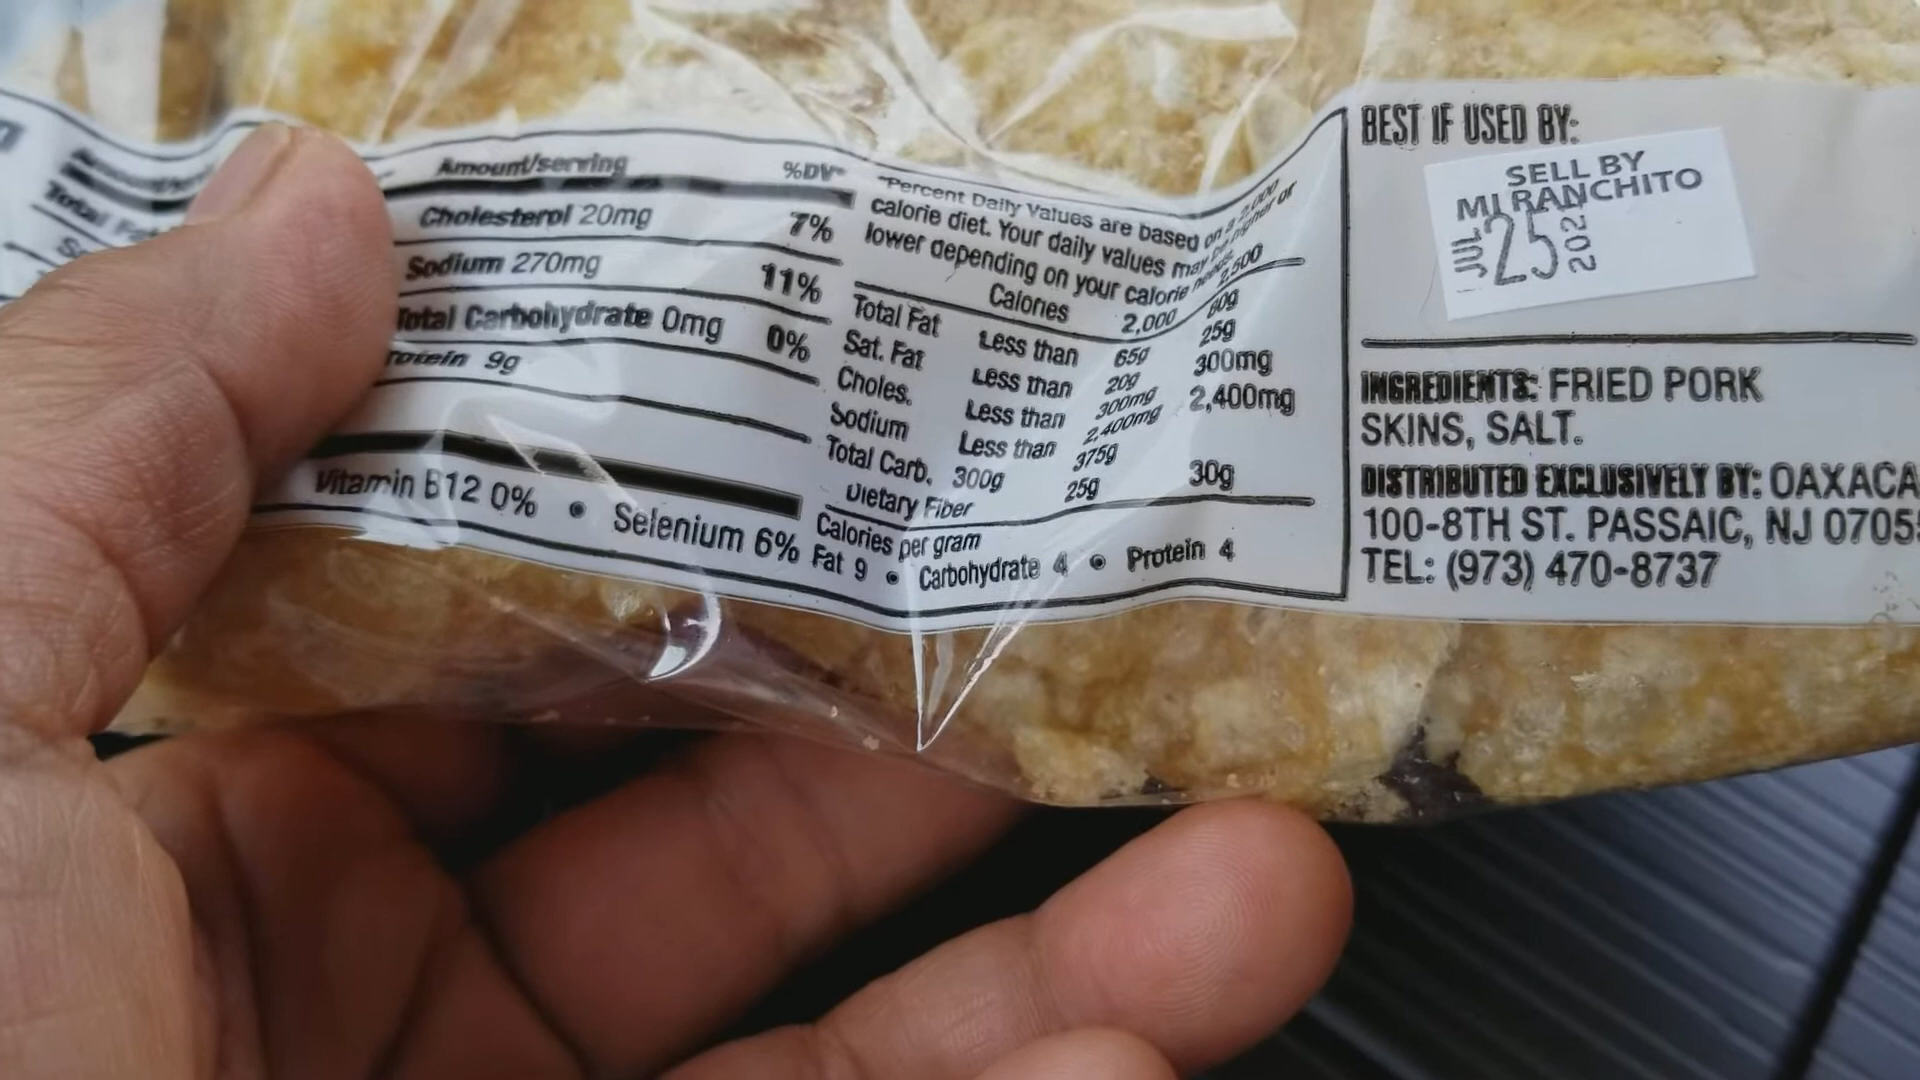 Total Fat
Amount/serving %DV*
Cholesterol 20mg 7%
Sodium 270mg 11%
Total Carbohydrate 0mg 0%
rotein 9g
Vitamin B12 0% • Selenium 6%
*Percent Daily Values are based on a 2,000
calorie diet. Your daily values may be higher or
lower depending on your calorie needs.
Calories 2,000 2,500
Total Fat Less than 65g 80g
Sat. Fat Less than 20g 25g
Choles. Less than 300mg 300mg
Sodium Less than 2,400mg 2,400mg
Total Carb. 300g 375g
Dietary Fiber 25g 30g
Calories per gram
Fat 9 • Carbohydrate 4 • Protein 4
BEST IF USED BY:
SELL BY
MI RANCHITO
JUL 25 202
INGREDIENTS: FRIED PORK
SKINS, SALT.
DISTRIBUTED EXCLUSIVELY BY: OAXACA
100-8TH ST. PASSAIC, NJ 0705
TEL: (973) 470-8737